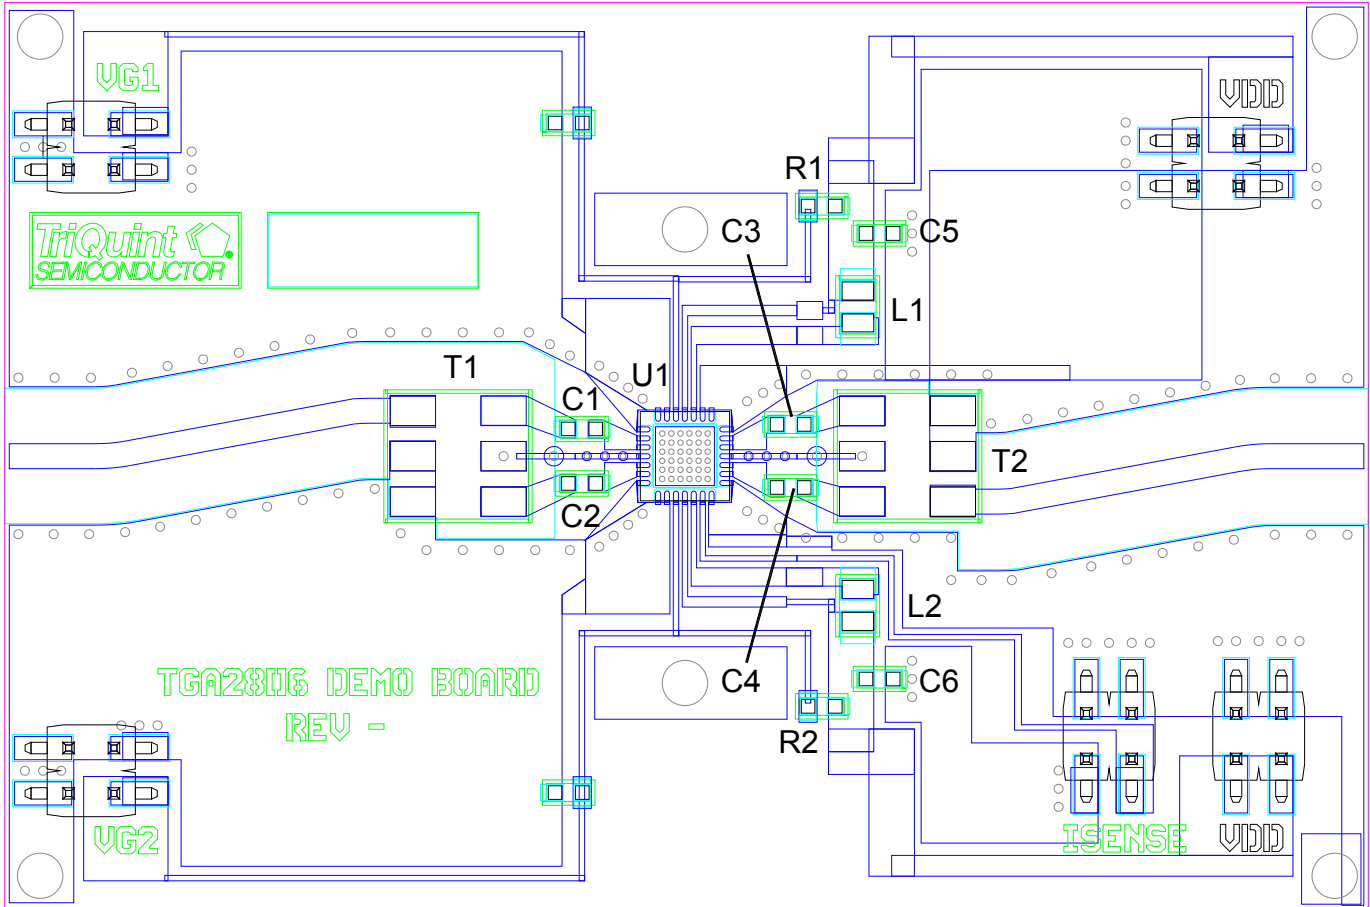 VG1
VDD
R1
C3
C5
TriQuint
SEMICONDUCTOR
L1
T1
U1
C1
T2
C2
L2
C4
C6
TGA2806 DEMO BOARD
REV -
R2
VG2
ISENSE
VDD